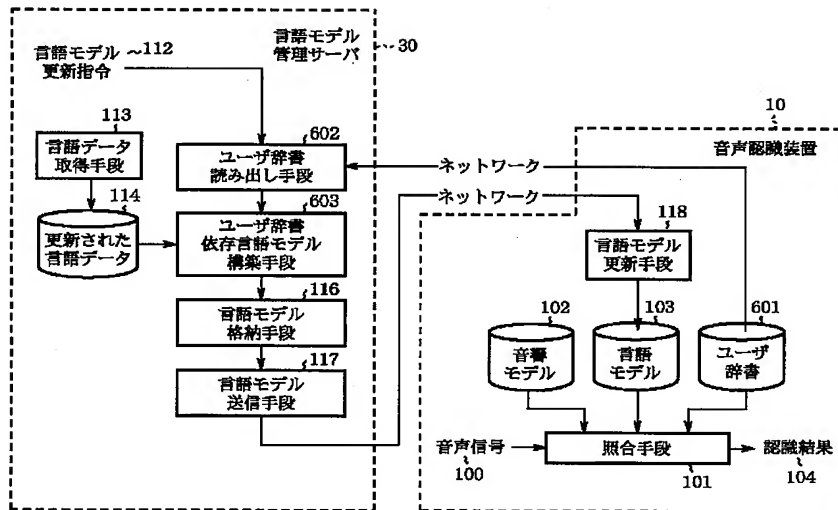 言語モデル
更新指令
~112
言語モデル
管理サーバ
30
113
言語データ
取得手段
114
更新された
言語データ
602
ユーザ辞書
読み出し手段
603
ユーザ辞書
依存言語モデル
構築手段
116
言語モデル
格納手段
117
言語モデル
送信手段
ネットワーク
ネットワーク
10
音声認識装置
118
言語モデル
更新手段
102
音響
モデル
103
言語
モデル
601
ユーザ
辞書
音声信号
100
照合手段
101
認識結果
104